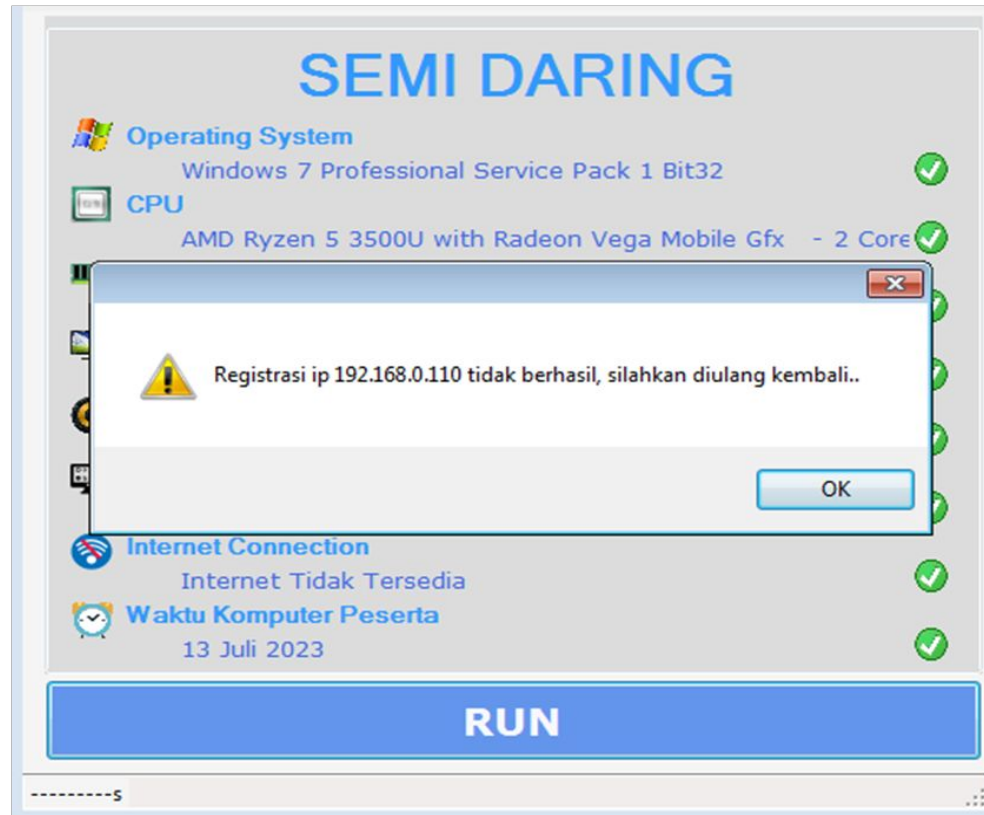 SEMI DARING
Operating System
Windows 7 Professional Service Pack 1 Bit32
CPU
AMD Ryzen 5 3500U with Radeon Vega Mobile Gfx - 2 Core
Registrasi ip 192.168.0.110 tidak berhasil, silahkan diulang kembali..
OK
Internet Connection
Internet Tidak Tersedia
Waktu Komputer Peserta
13 Juli 2023
RUN
---------s